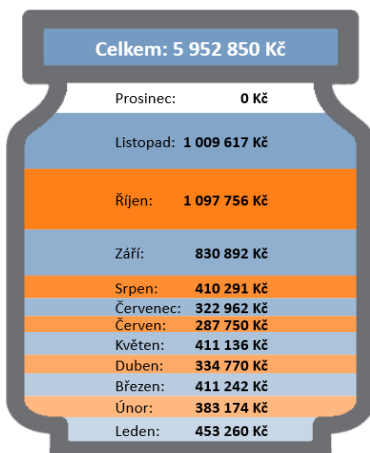 Celkem: 5 952 850 Kč
Prosinec: 0 Kč
Listopad: 1 009 617 Kč
Říjen: 1 097 756 Kč
Září: 830 892 Kč
Srpen: 410 291 Kč
Červenec: 322 962 Kč
Červen: 287 750 Kč
Květen: 411 136 Kč
Duben: 334 770 Kč
Březen: 411 242 Kč
Únor: 383 174 Kč
Leden: 453 260 Kč